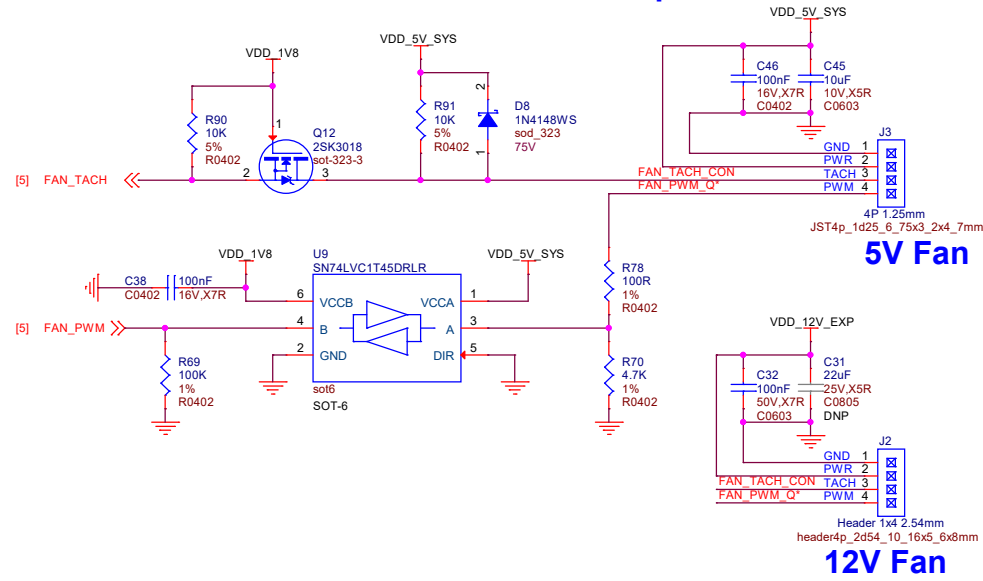 VDD_5V_SYS
VDD_5V_SYS
VDD_1V8
C46
100nF
16V,X7R
C0402
C45
10uF
10V,X5R
C0603
R90
10K
5%
R0402
1
Q12
2SK3018
sot-323-3
2
3
R91
10K
5%
R0402
2
D8
1N4148WS
sod_323
75V
1
J3
GND 1
PWR 2
TACH 3
PWM 4
FAN_TACH_CON
FAN_PWM_Q*
[5] FAN_TACH
4P 1.25mm
JST4p_1d25_6_75x3_2x4_7mm
5V Fan
VDD_1V8
U9
SN74LVC1T45DRLR
VDD_5V_SYS
C38
C0402
100nF
16V,X7R
6 VCCB
VCCA 1
4 B
A 3
2 GND
DIR 5
sot6
SOT-6
[5] FAN_PWM
R69
100K
1%
R0402
R78
100R
1%
R0402
R70
4.7K
1%
R0402
VDD_12V_EXP
C32
100nF
50V,X7R
C0603
C31
22uF
25V,X5R
C0805
DNP
J2
GND 1
PWR 2
FAN_TACH_CON TACH 3
FAN_PWM_Q* PWM 4
Header 1x4 2.54mm
header4p_2d54_10_16x5_6x8mm
12V Fan